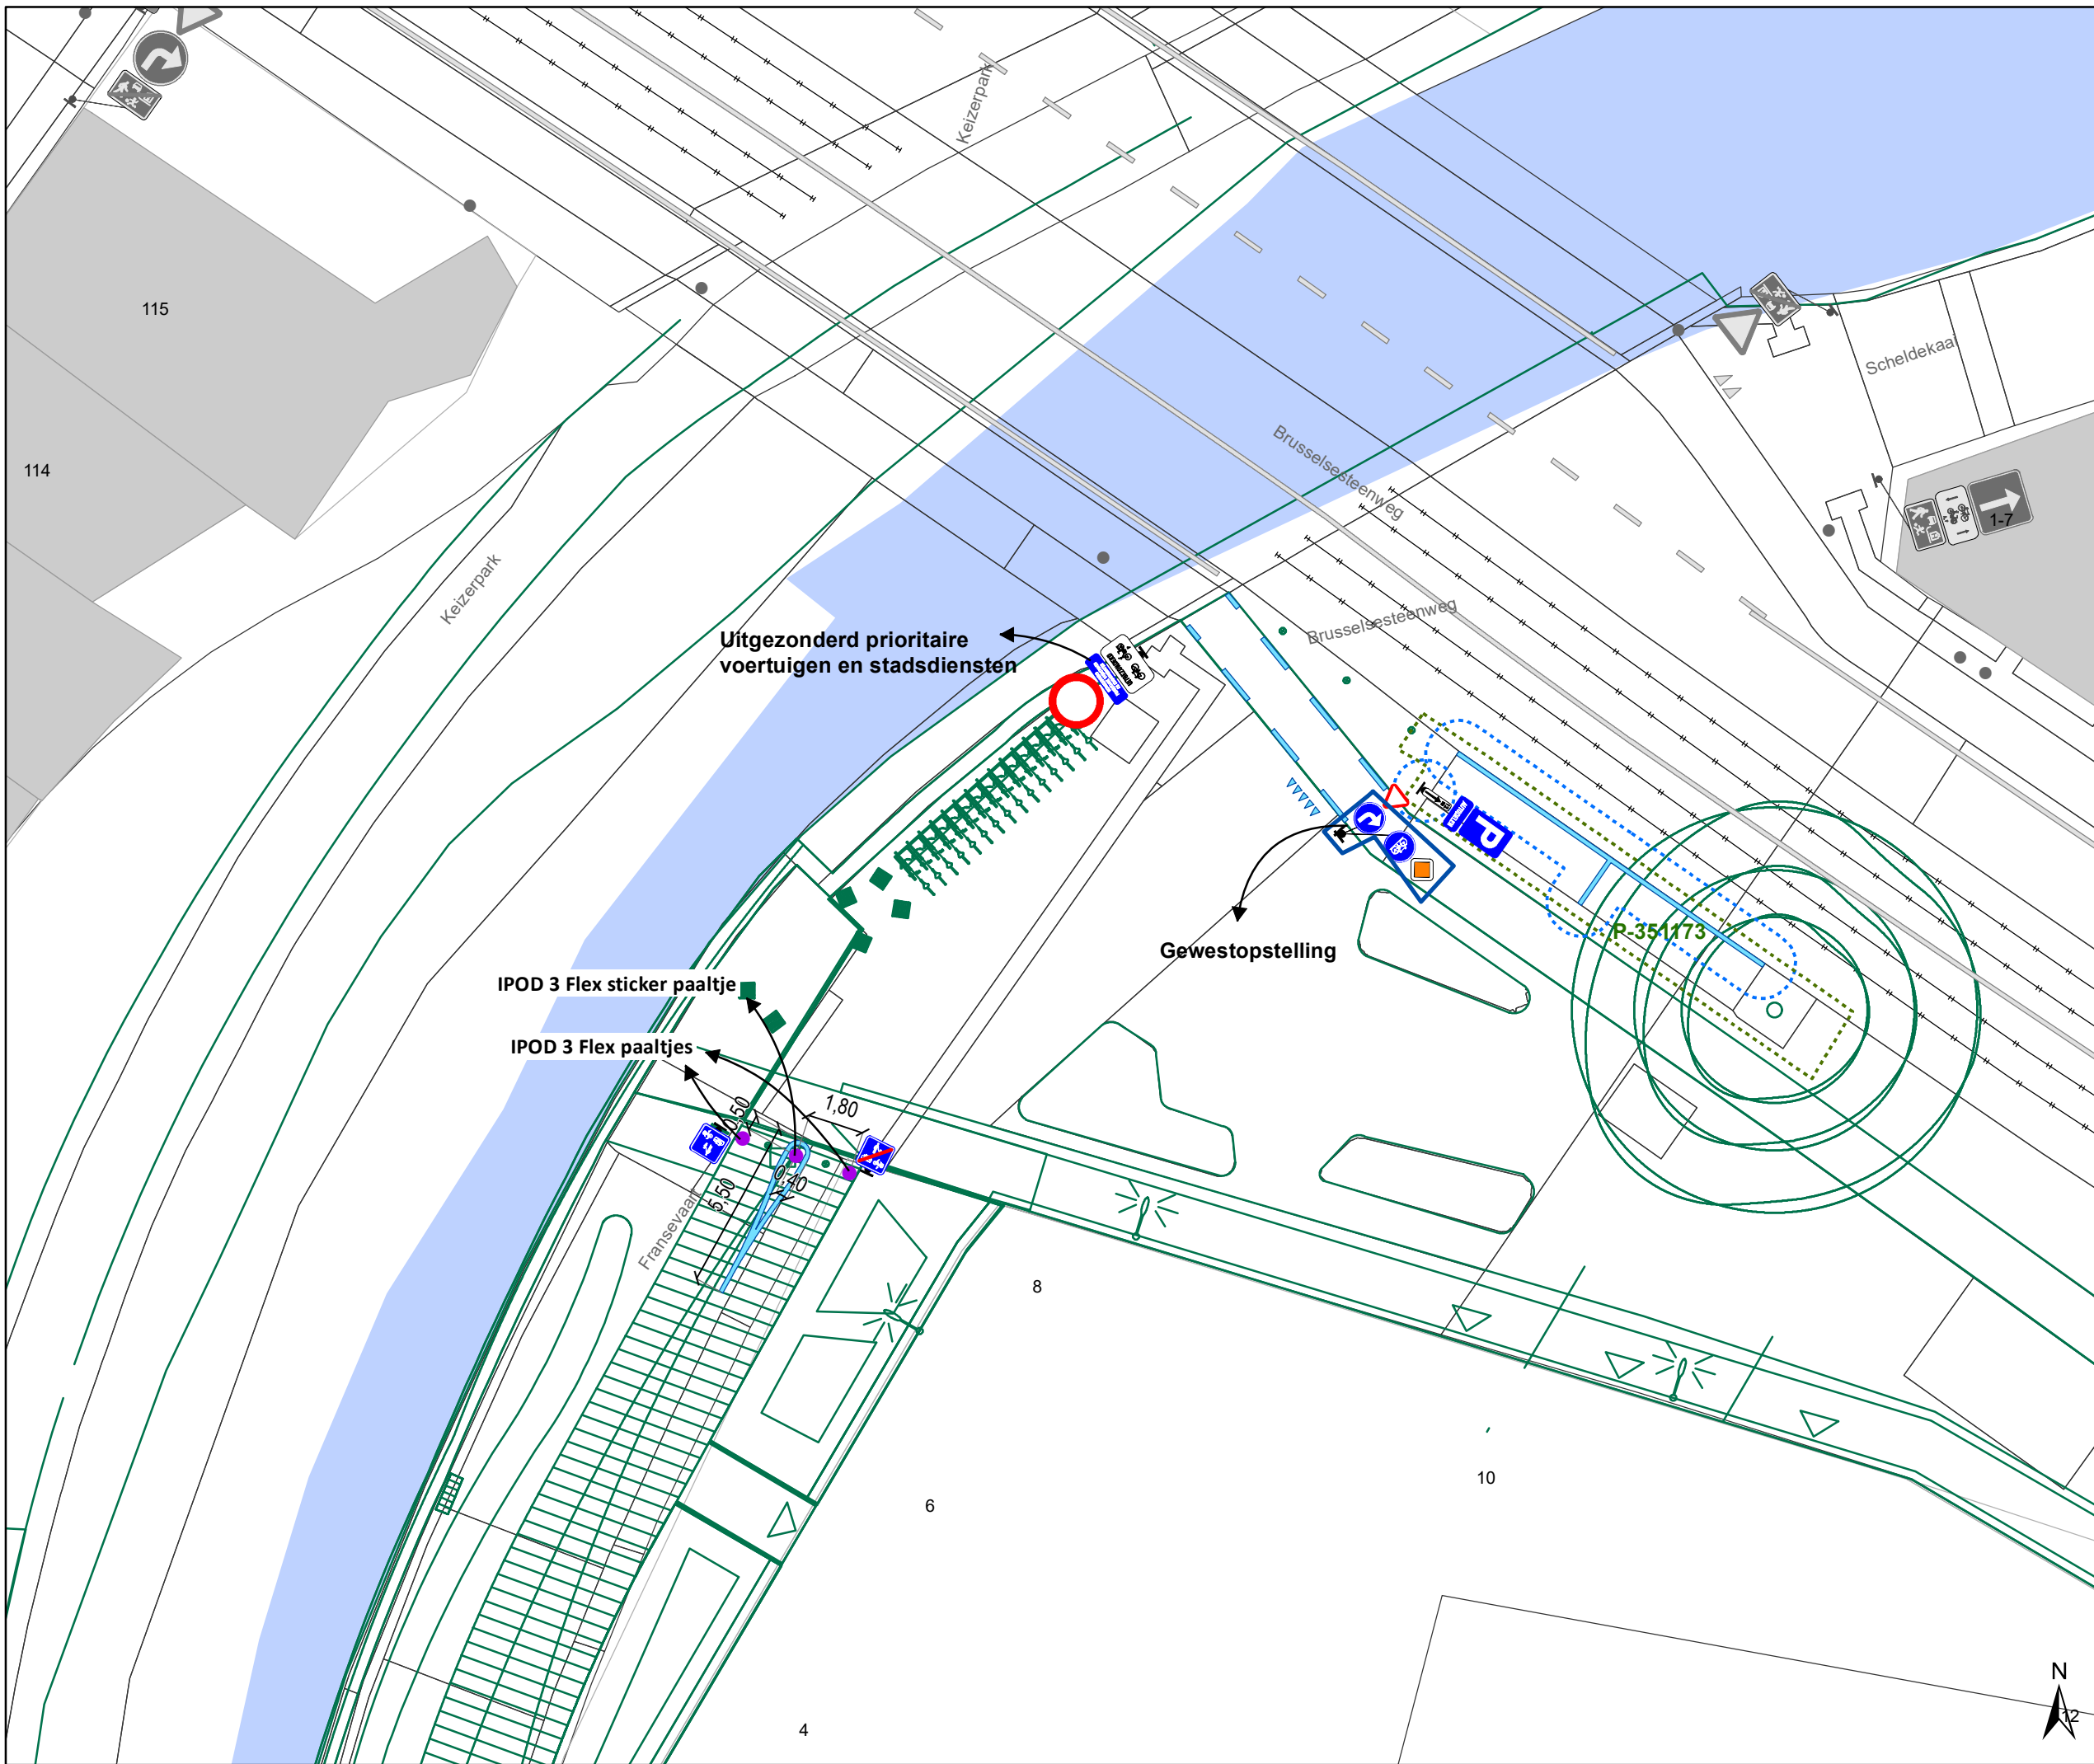 Keizerpark
115
Scheldekaai
114
Brusselsesteenweg
1-7
Keizerpark
Brusselsesteenweg
Uitgezonderd prioritaire
voertuigen en stadsdiensten
P
P-351173
Gewestopstelling
IPOD 3 Flex sticker paaltje
IPOD 3 Flex paaltjes
0,50
1,80
0,40
5,50
Fransevaart
8
10
6
4
N
12